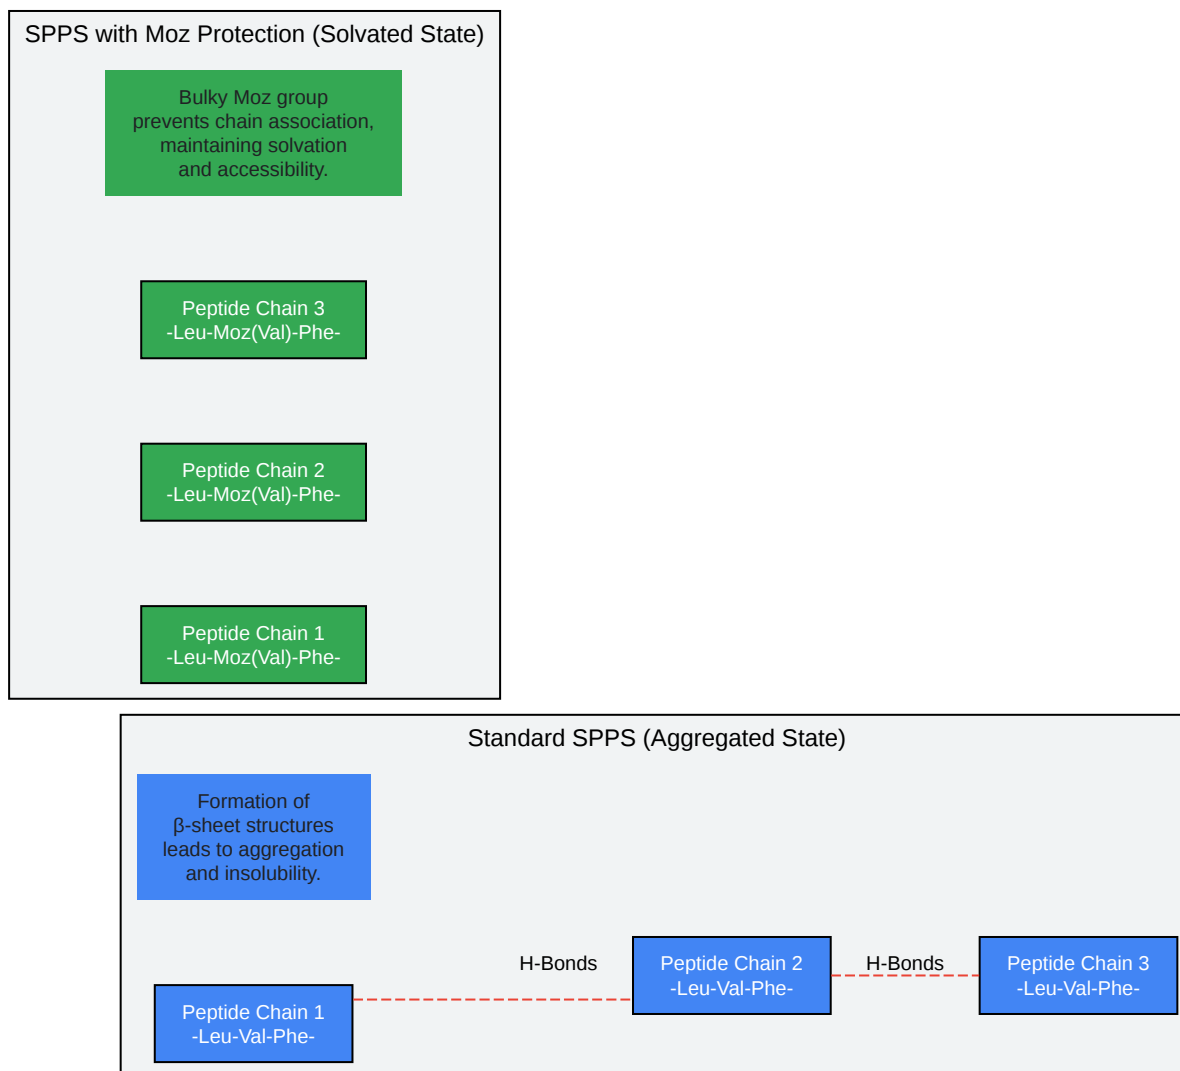 SPPS with Moz Protection (Solvated State)
Bulky Moz group
prevents chain association,
maintaining solvation
and accessibility.
Peptide Chain 3
-Leu-Moz(Val)-Phe-
Peptide Chain 2
-Leu-Moz(Val)-Phe-
Peptide Chain 1
-Leu-Moz(Val)-Phe-
Standard SPPS (Aggregated State)
Formation of
β-sheet structures
leads to aggregation
and insolubility.
Peptide Chain 1
-Leu-Val-Phe-
H-Bonds
Peptide Chain 2
-Leu-Val-Phe-
H-Bonds
Peptide Chain 3
-Leu-Val-Phe-